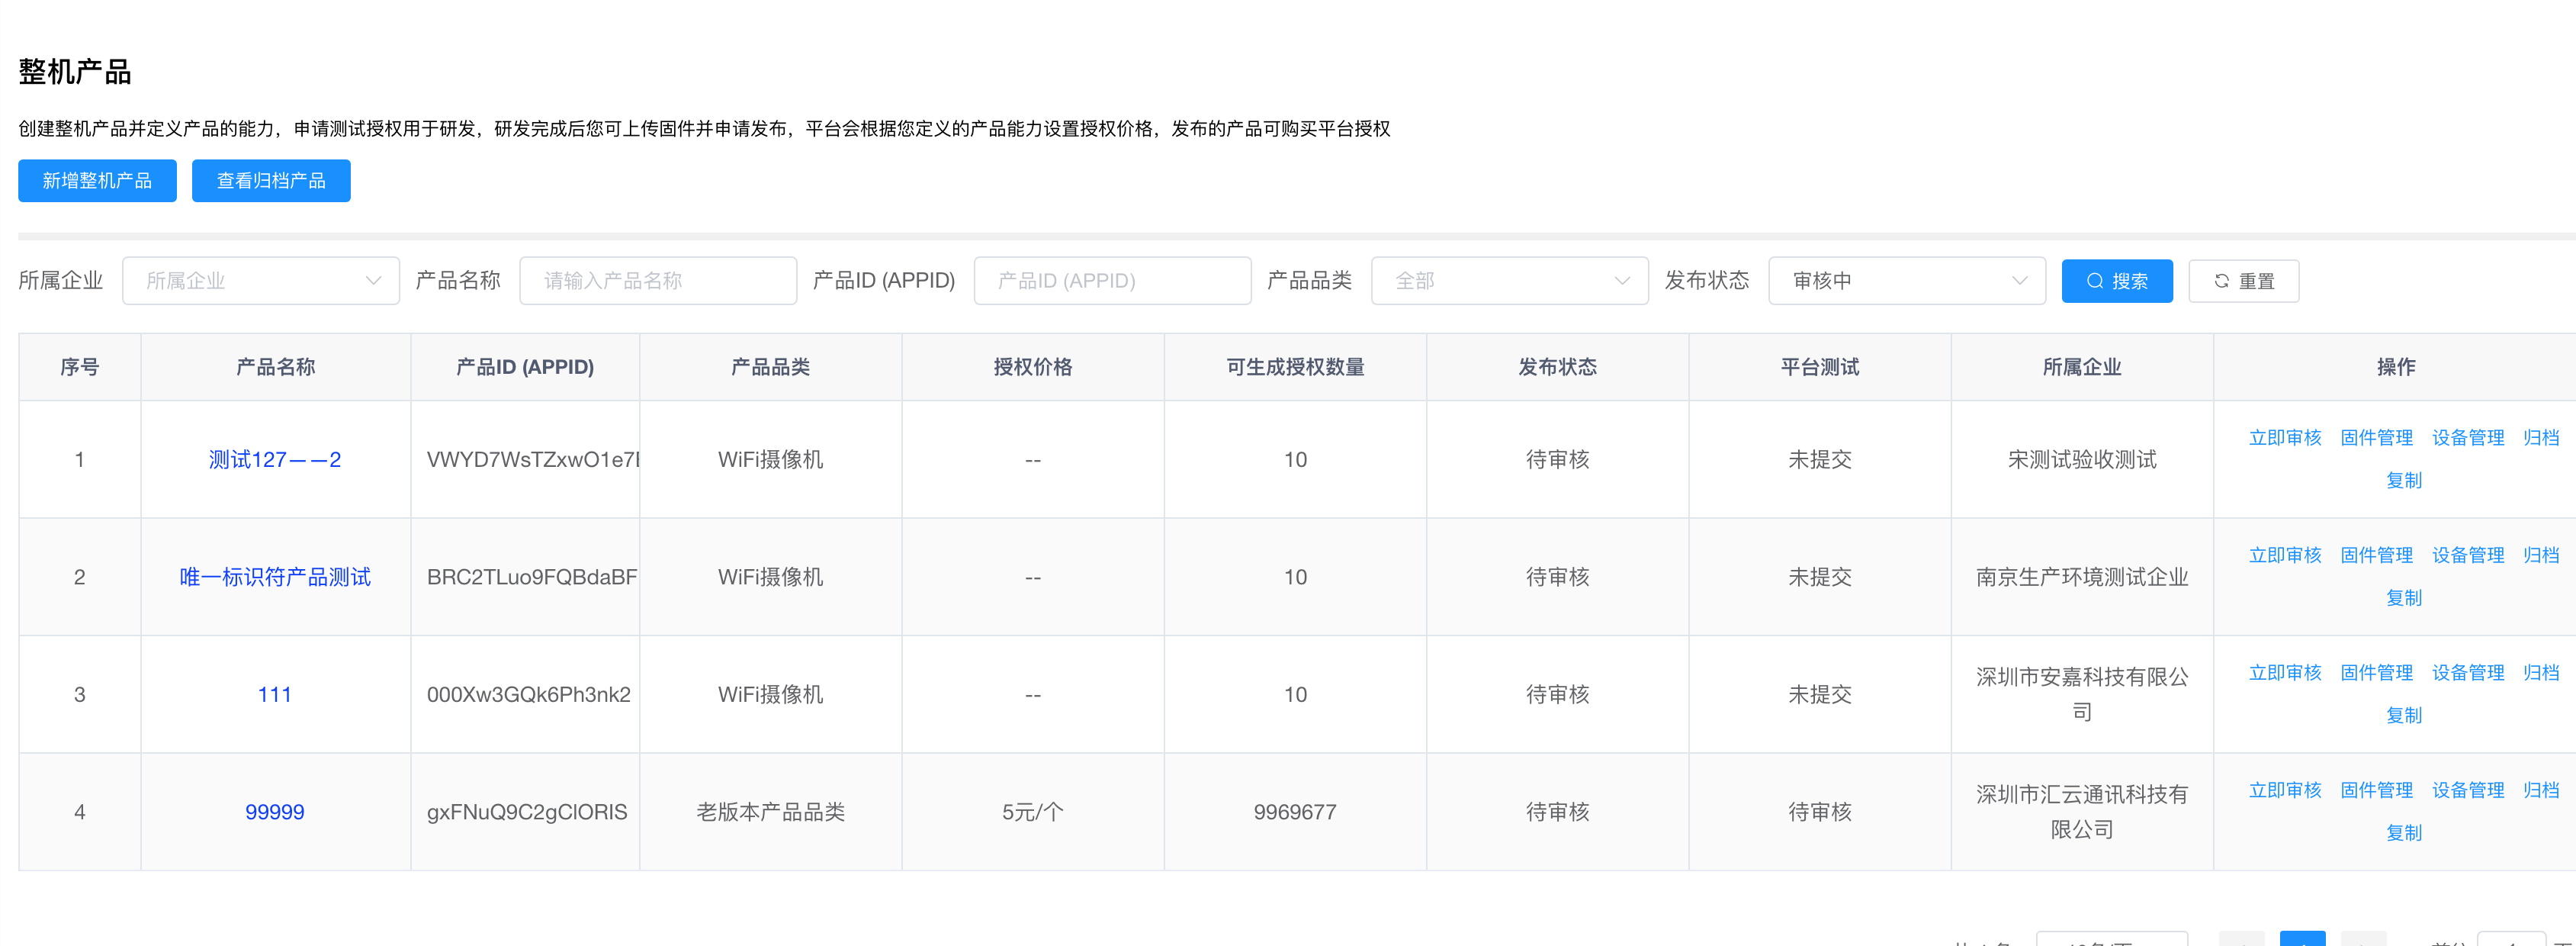 整机产品
创建整机产品并定义产品的能力，申请测试授权用于研发，研发完成后您可上传固件并申请发布，平台会根据您定义的产品能力设置授权价格，发布的产品可购买平台授权
新增整机产品 查看归档产品
所属企业 所属企业 产品名称 请输入产品名称 产品ID (APPID) 产品ID (APPID) 产品品类 全部 发布状态 审核中 搜索 重置
序号 产品名称 产品ID (APPID) 产品品类 授权价格 可生成授权数量 发布状态 平台测试 所属企业 操作
1 测试127——2 VWYD7WsTZxwO1e7 WiFi摄像机 -- 10 待审核 未提交 宋测试验收测试 立即审核 固件管理 设备管理 归档
复制
2 唯一标识符产品测试 BRC2TLuo9FQBdaBF WiFi摄像机 -- 10 待审核 未提交 南京生产环境测试企业 立即审核 固件管理 设备管理 归档
复制
3 111 000Xw3GQk6Ph3nk2 WiFi摄像机 -- 10 待审核 未提交 深圳市安嘉科技有限公 立即审核 固件管理 设备管理 归档
司 复制
4 99999 gxFNuQ9C2gClORIS 老版本产品品类 5元/个 9969677 待审核 待审核 深圳市汇云通讯科技有 立即审核 固件管理 设备管理 归档
限公司 复制